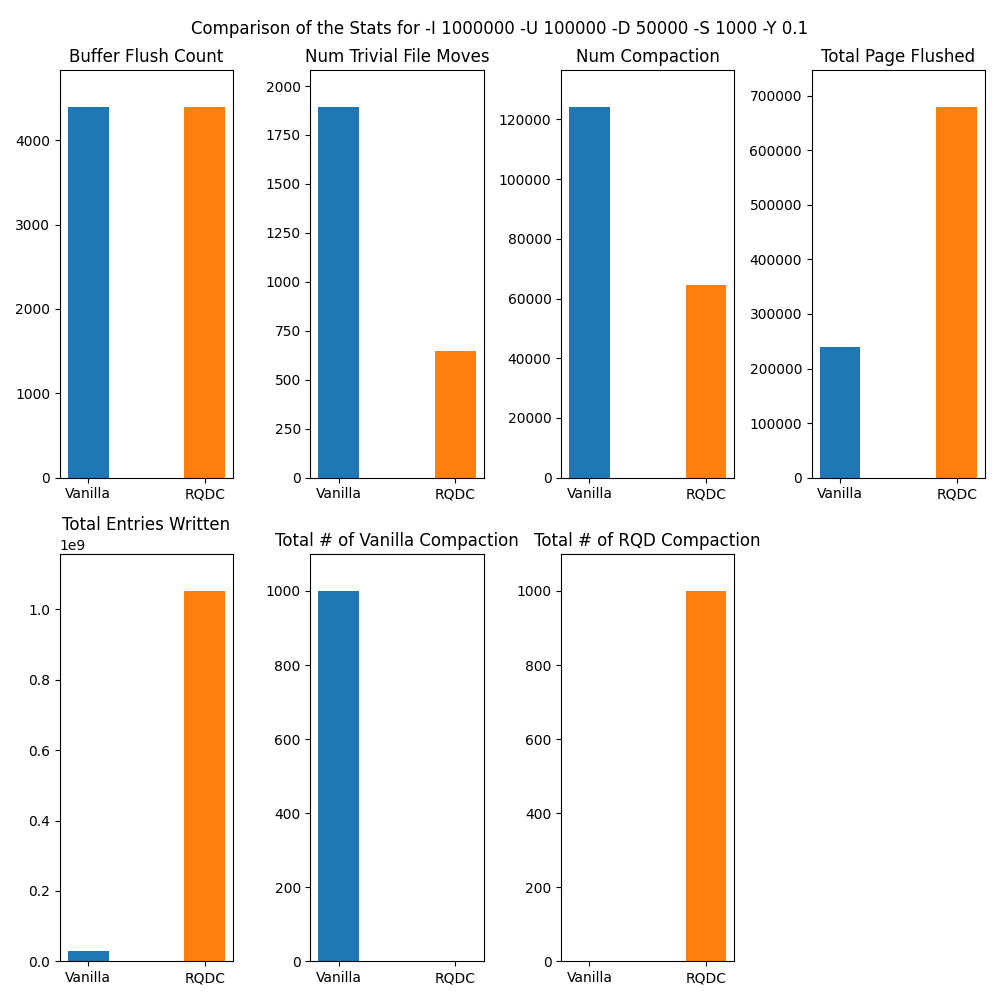 Comparison of the Stats for -I 1000000 -U 100000 -D 50000 -S 1000 -Y 0.1
Buffer Flush Count
4000
3000
2000
1000
0
Vanilla
RQDC
Num Trivial File Moves
2000
1750
1500
1250
1000
750
500
250
0
Vanilla
RQDC
Num Compaction
120000
100000
80000
60000
40000
20000
0
Vanilla
RQDC
Total Page Flushed
700000
600000
500000
400000
300000
200000
100000
0
Vanilla
RQDC
Total Entries Written
1e9
1.0
0.8
0.6
0.4
0.2
0.0
Vanilla
RQDC
Total # of Vanilla Compaction
1000
800
600
400
200
0
Vanilla
RQDC
Total # of RQD Compaction
1000
800
600
400
200
0
Vanilla
RQDC